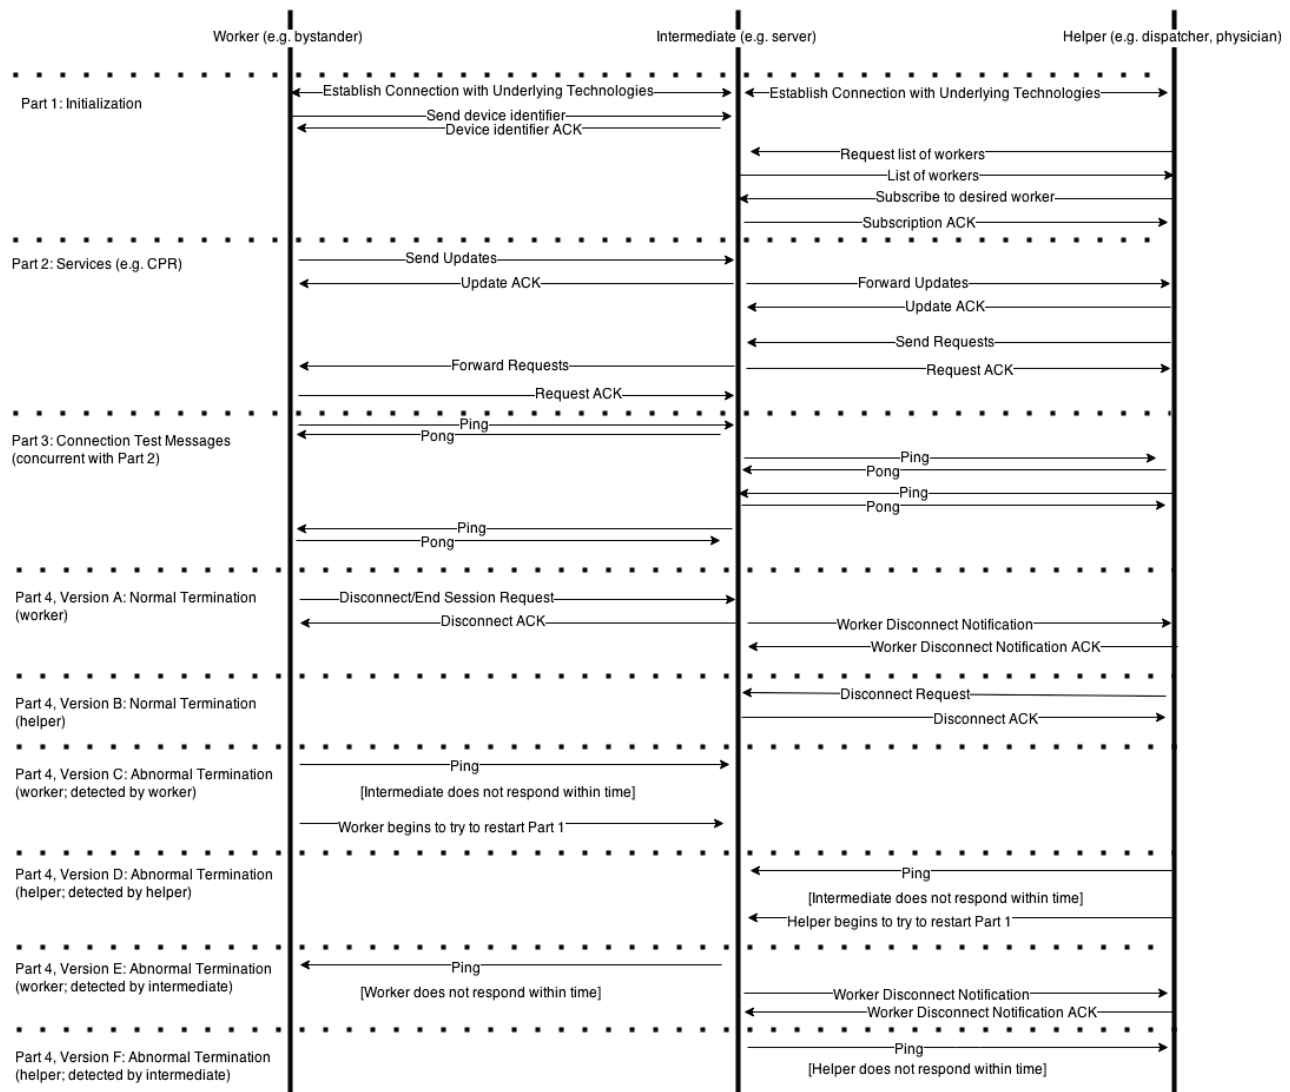 Worker (e.g. bystander)
Intermediate (e.g. server)
Helper (e.g. dispatcher, physician)
Part 1: Initialization
Establish Connection with Underlying Technologies
Establish Connection with Underlying Technologies
Send device identifier
Device identifier ACK
Request list of workers
List of workers
Subscribe to desired worker
Subscription ACK
Part 2: Services (e.g. CPR)
Send Updates
Update ACK
Forward Updates
Update ACK
Send Requests
Forward Requests
Request ACK
Request ACK
Part 3: Connection Test Messages
(concurrent with Part 2)
Ping
Pong
Ping
Pong
Ping
Pong
Ping
Pong
Part 4, Version A: Normal Termination
(worker)
Disconnect/End Session Request
Disconnect ACK
Worker Disconnect Notification
Worker Disconnect Notification ACK
Part 4, Version B: Normal Termination
(helper)
Disconnect Request
Disconnect ACK
Part 4, Version C: Abnormal Termination
(worker; detected by worker)
Ping
[Intermediate does not respond within time]
Worker begins to try to restart Part 1
Part 4, Version D: Abnormal Termination
(helper; detected by helper)
Ping
[Intermediate does not respond within time]
Helper begins to try to restart Part 1
Part 4, Version E: Abnormal Termination
(worker; detected by intermediate)
Ping
[Worker does not respond within time]
Worker Disconnect Notification
Worker Disconnect Notification ACK
Part 4, Version F: Abnormal Termination
(helper; detected by intermediate)
Ping
[Helper does not respond within time]